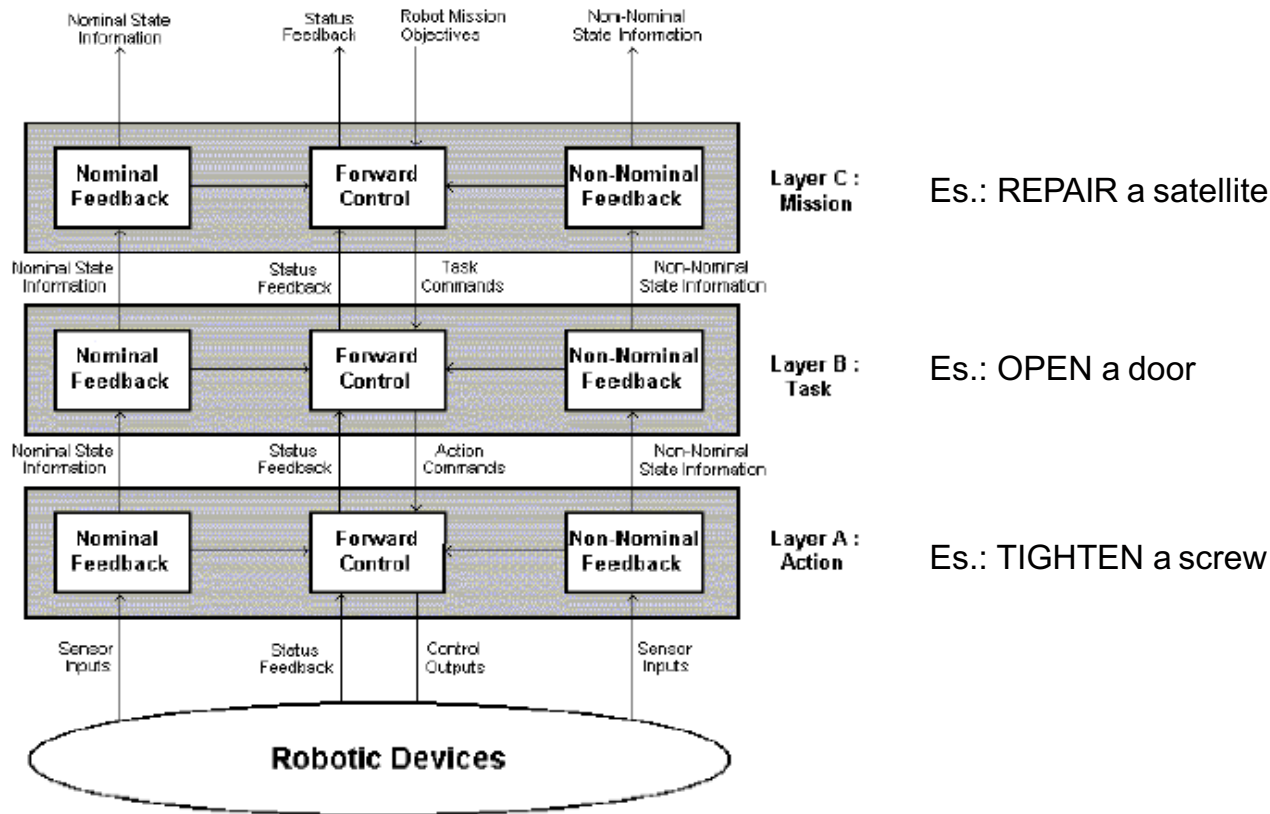 Nominal State
Information
Status
Feedback
Robot Mission
Objectives
Non-Nominal
State Information
Nominal
Feedback
Forward
Control
Non-Nominal
Feedback
Layer C :
Mission
Es.: REPAIR a satellite
Nominal State
Information
Status
Feedback
Task
Commands
Non-Nominal
State Information
Nominal
Feedback
Forward
Control
Non-Nominal
Feedback
Layer B :
Task
Es.: OPEN a door
Nominal State
Information
Status
Feedback
Action
Commands
Non-Nominal
State Information
Nominal
Feedback
Forward
Control
Non-Nominal
Feedback
Layer A :
Action
Es.: TIGHTEN a screw
Sensor
Inputs
Status
Feedback
Control
Outputs
Sensor
Inputs
Robotic Devices